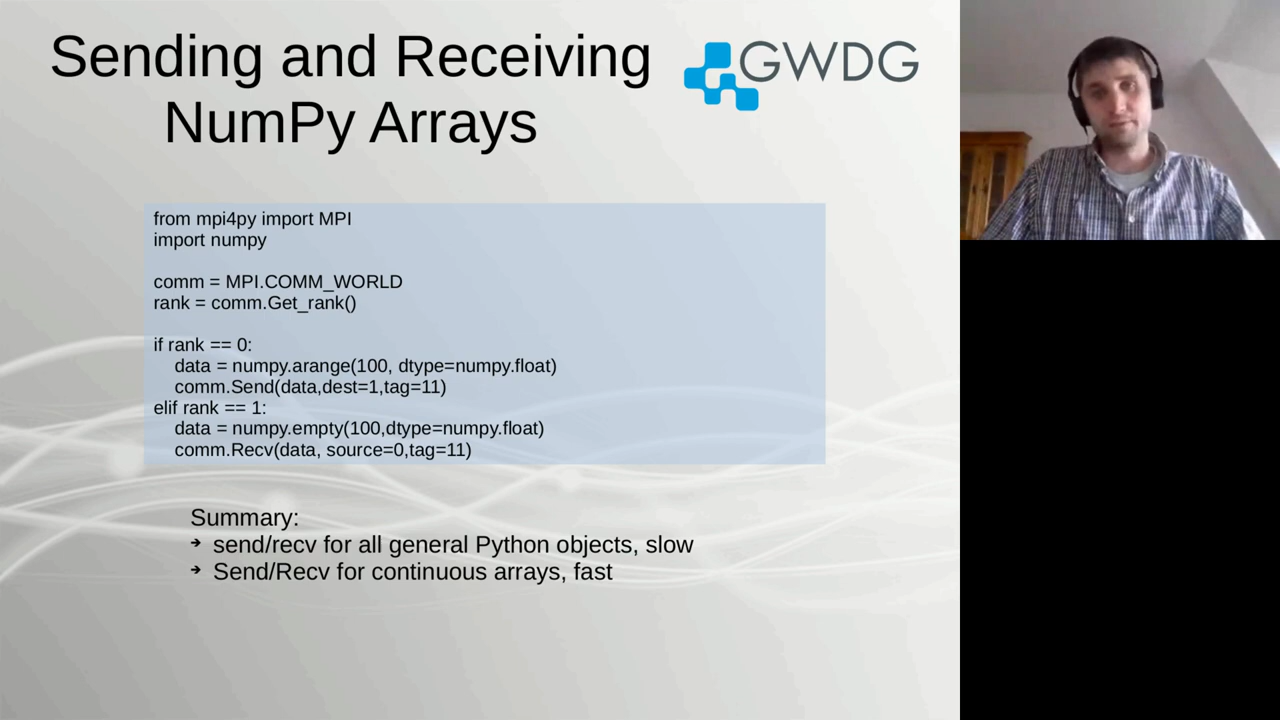 Sending and Receiving
NumPy Arrays
GWDG
from mpi4py import MPI
import numpy
comm = MPI.COMM_WORLD
rank = comm.Get_rank()
if rank == 0:
    data = numpy.arange(100, dtype=numpy.float)
    comm.Send(data,dest=1,tag=11)
elif rank == 1:
    data = numpy.empty(100,dtype=numpy.float)
    comm.Recv(data, source=0,tag=11)
Summary:
➔ send/recv for all general Python objects, slow
➔ Send/Recv for continuous arrays, fast